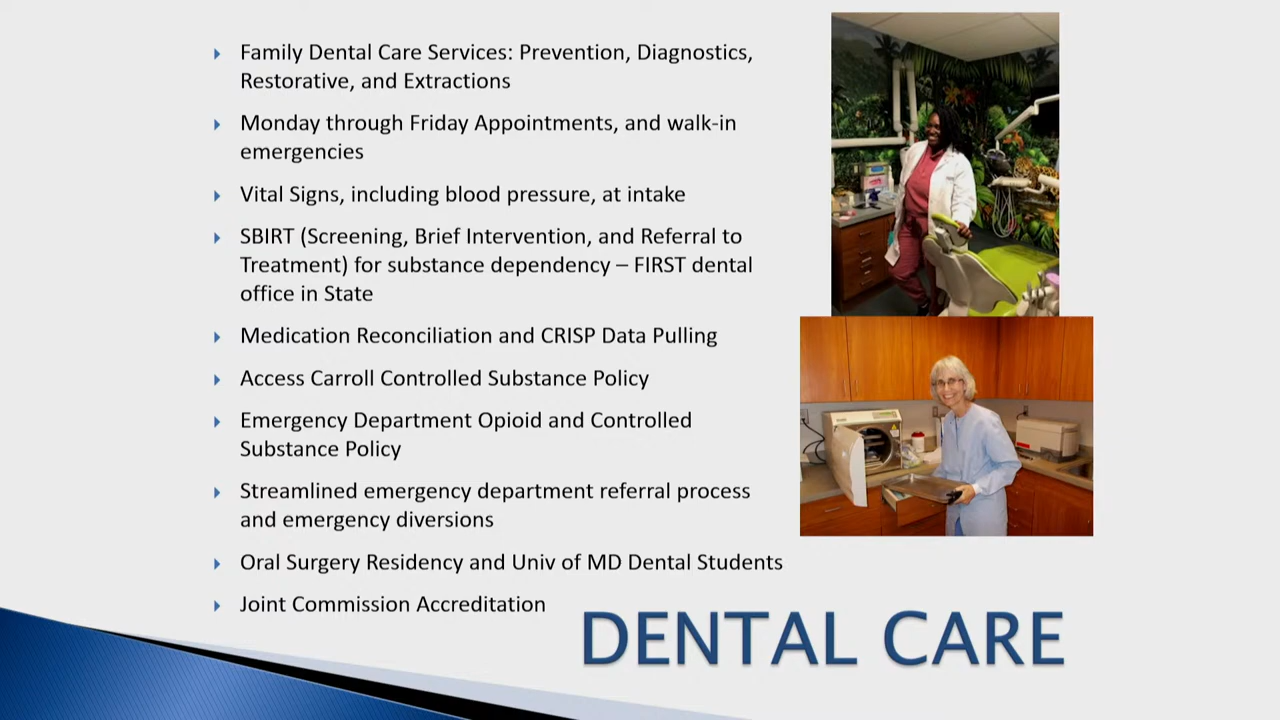 Family Dental Care Services: Prevention, Diagnostics,
Restorative, and Extractions
Monday through Friday Appointments, and walk-in
emergencies
Vital Signs, including blood pressure, at intake
SBIRT (Screening, Brief Intervention, and Referral to
Treatment) for substance dependency – FIRST dental
office in State
Medication Reconciliation and CRISP Data Pulling
Access Carroll Controlled Substance Policy
Emergency Department Opioid and Controlled
Substance Policy
Streamlined emergency department referral process
and emergency diversions
Oral Surgery Residency and Univ of MD Dental Students
Joint Commission Accreditation
DENTAL CARE